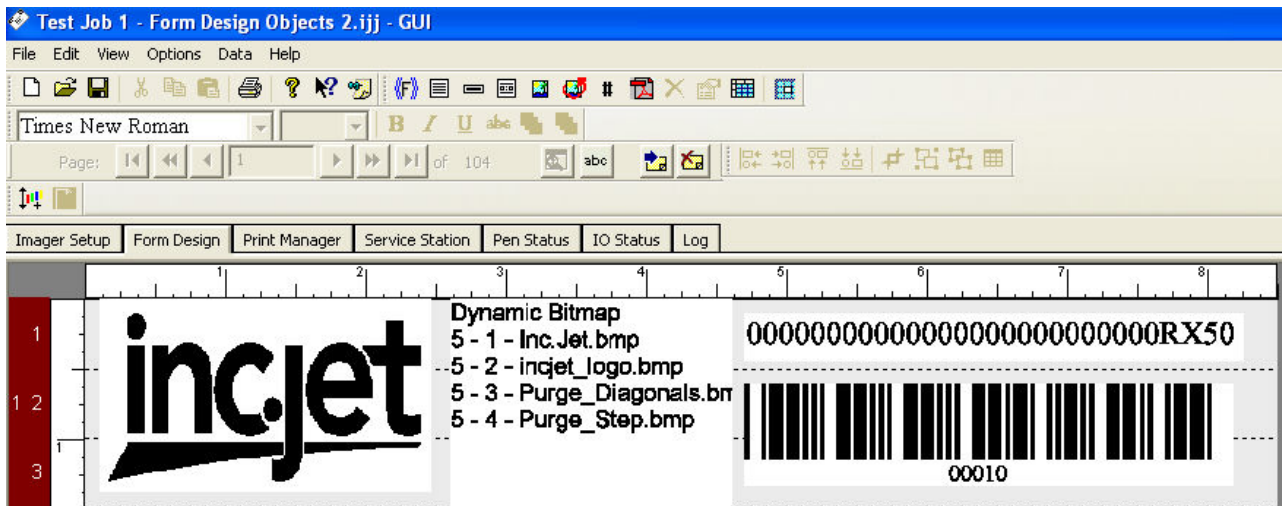 Test Job 1 - Form Design Objects 2.ijj - GUI
File Edit View Options Data Help
Times New Roman
B I U abc
Page: 1 of 104 abc
Imager Setup Form Design Print Manager Service Station Pen Status IO Status Log
1 2 3 4 5 6 7 8
1
1 2
3
1
inc.jet
Dynamic Bitmap
5 - 1 - Inc.Jet.bmp
5 - 2 - incjet_logo.bmp
5 - 3 - Purge_Diagonals.bm
5 - 4 - Purge_Step.bmp
00000000000000000000000000RX50
00010